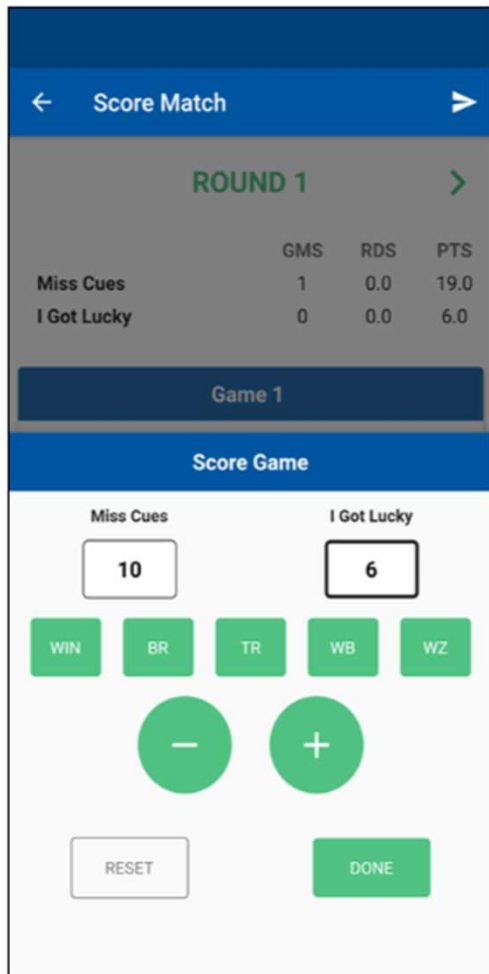 Score Match
ROUND 1
GMS RDS PTS
Miss Cues 1 0.0 19.0
I Got Lucky 0 0.0 6.0
Game 1
Score Game
Miss Cues I Got Lucky
10 6
WIN BR TR WB WZ
RESET DONE